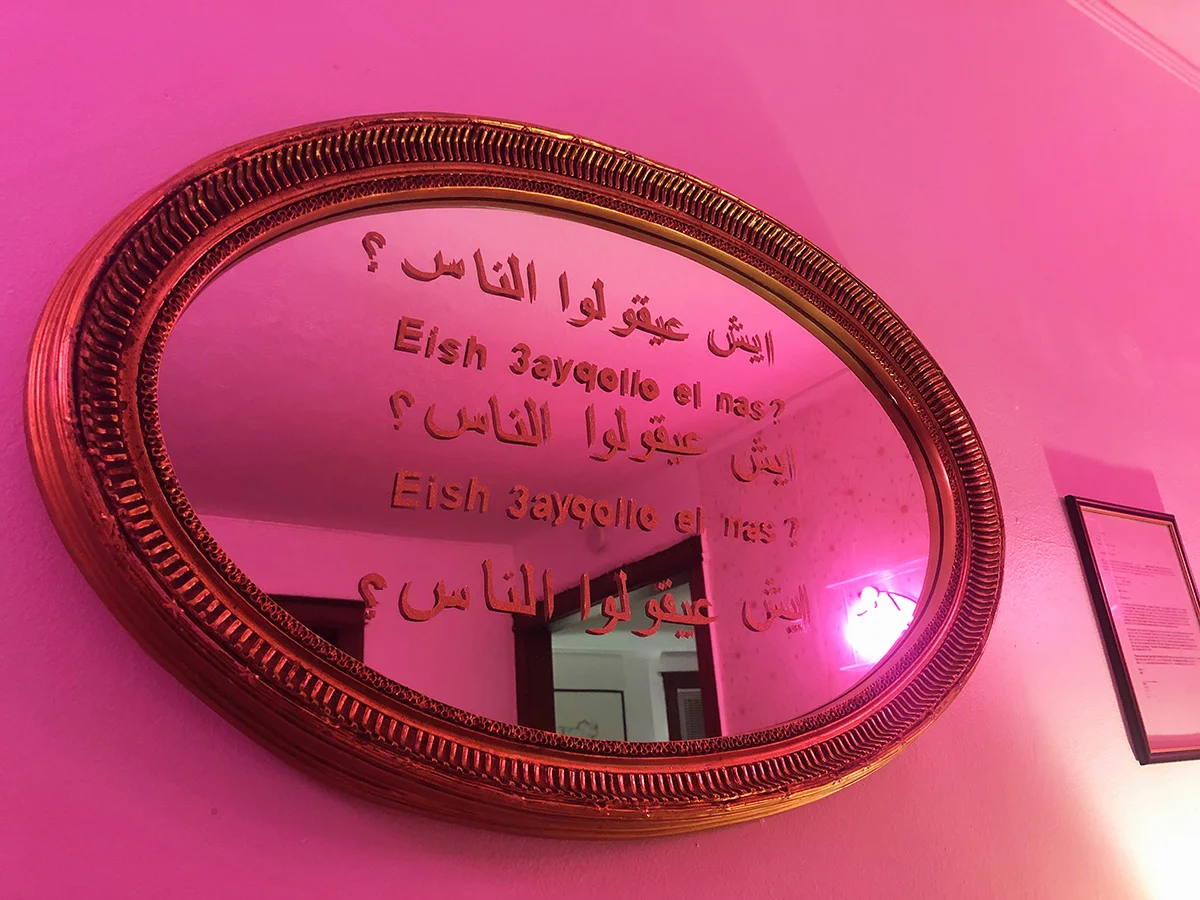 ايش عيقولوا الناس ؟
Eish 3ayqollo el nas?
ايش عيقولوا الناس؟
Eish 3ayqollo el nas?
ايش عيقولوا الناس؟